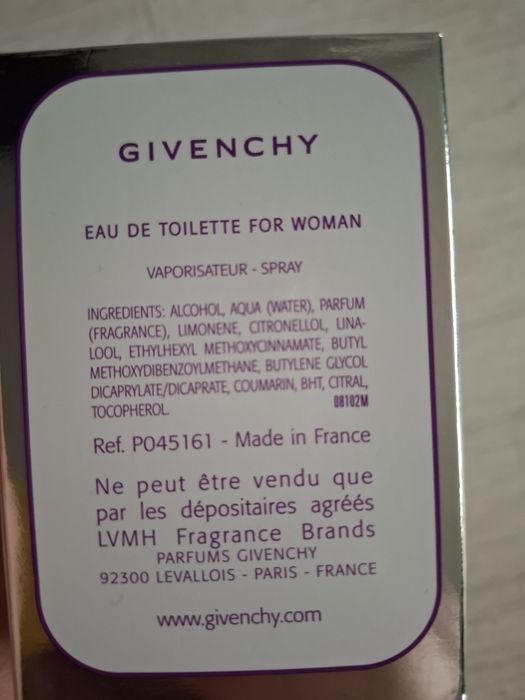 GIVENCHY
EAU DE TOILETTE FOR WOMAN
VAPORISATEUR - SPRAY
INGREDIENTS: ALCOHOL, AQUA (WATER), PARFUM
(FRAGRANCE), LIMONENE, CITRONELLOL, LINA-
LOOL, ETHYLHEXYL METHOXYCINNAMATE, BUTYL
METHOXYDIBENZOYLMETHANE, BUTYLENE GLYCOL
DICAPRYLATE/DICAPRATE, COUMARIN, BHT, CITRAL,
TOCOPHEROL. 08102M
Ref. P045161 - Made in France
Ne peut être vendu que
par les dépositaires agréés
LVMH Fragrance Brands
PARFUMS GIVENCHY
92300 LEVALLOIS - PARIS - FRANCE
www.givenchy.com